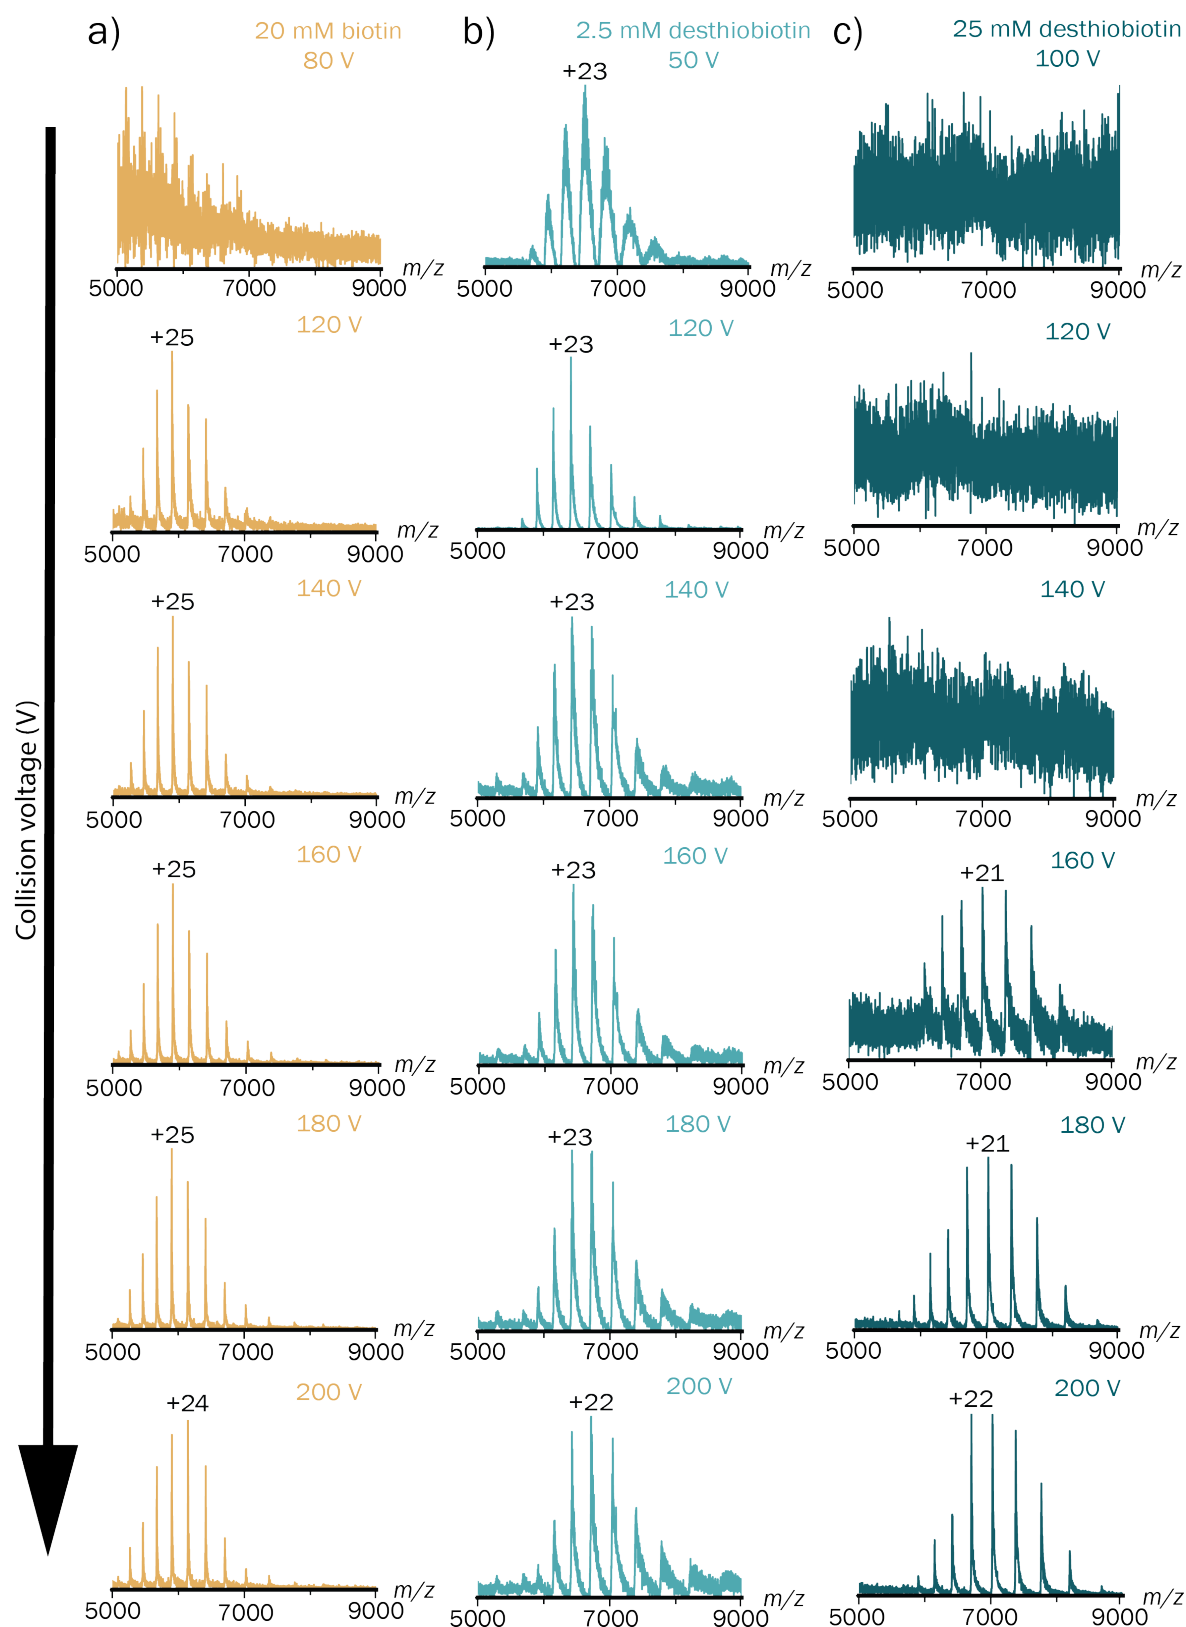 a)
20 mM biotin
80 V
b)
2.5 mM desthiobiotin
50 V
+23
c)
25 mM desthiobiotin
100 V
m/z
5000 7000 9000
m/z
5000 7000 9000
m/z
5000 7000 9000
120 V
+25
m/z
5000 7000 9000
120 V
+23
m/z
5000 7000 9000
120 V
m/z
5000 7000 9000
140 V
+25
m/z
5000 7000 9000
140 V
+23
m/z
5000 7000 9000
140 V
m/z
5000 7000 9000
Collision voltage (V)
160 V
+25
m/z
5000 7000 9000
160 V
+23
m/z
5000 7000 9000
160 V
+21
m/z
5000 7000 9000
180 V
+25
m/z
5000 7000 9000
180 V
+23
m/z
5000 7000 9000
180 V
+21
m/z
5000 7000 9000
200 V
+24
m/z
5000 7000 9000
200 V
+22
m/z
5000 7000 9000
200 V
+22
m/z
5000 7000 9000